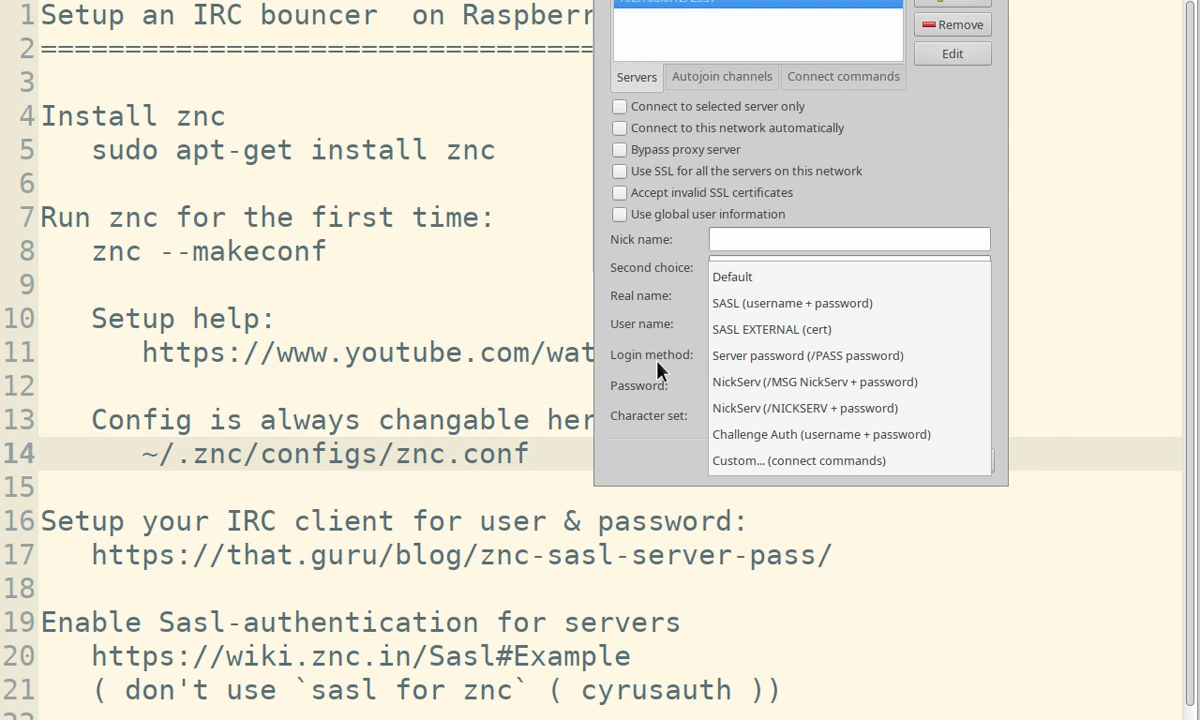 1 Setup an IRC bouncer on Raspberr
2 =================================
3
4 Install znc
5 sudo apt-get install znc
6
7 Run znc for the first time:
8 znc --makeconf
9
10 Setup help:
11 https://www.youtube.com/wat
12
13 Config is always changable her
14 ~/.znc/configs/znc.conf
15
16 Setup your IRC client for user & password:
17 https://that.guru/blog/znc-sasl-server-pass/
18
19 Enable Sasl-authentication for servers
20 https://wiki.znc.in/Sasl#Example
21 ( don't use `sasl for znc` ( cyrusauth ))
Remove
Edit
Servers Autojoin channels Connect commands
Connect to selected server only
Connect to this network automatically
Bypass proxy server
Use SSL for all the servers on this network
Accept invalid SSL certificates
Use global user information
Nick name:
Second choice:
Real name:
User name:
Login method:
Password:
Character set:
Default
SASL (username + password)
SASL EXTERNAL (cert)
Server password (/PASS password)
NickServ (/MSG NickServ + password)
NickServ (/NICKSERV + password)
Challenge Auth (username + password)
Custom... (connect commands)